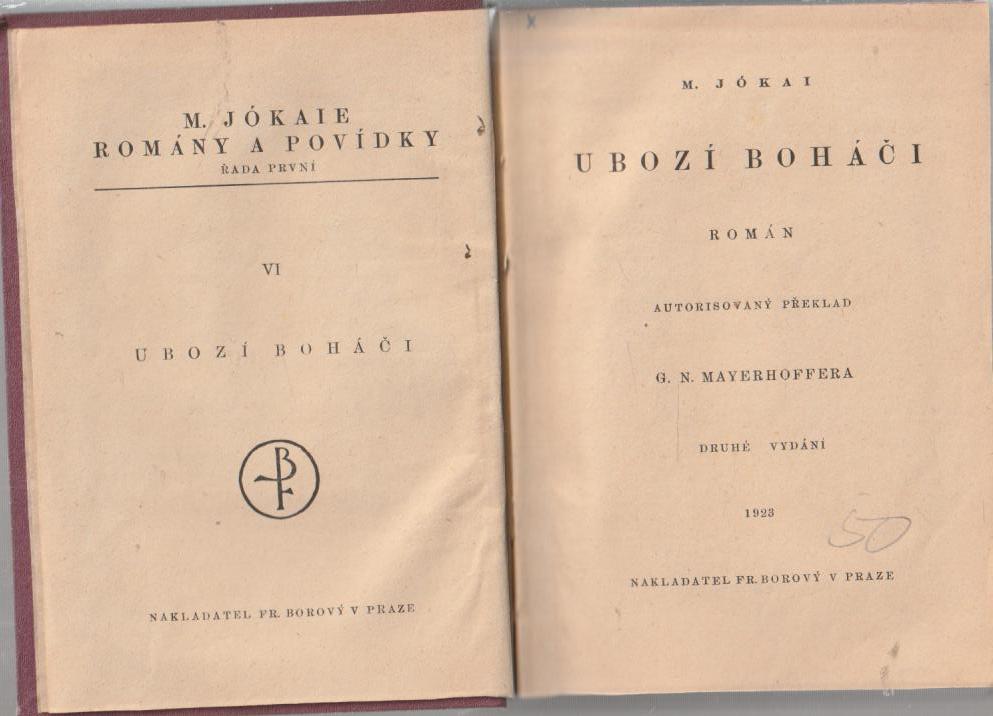 M. JÓKAIE
ROMÁNY A POVÍDKY
ŘADA PRVNÍ
VI
UBOZÍ BOHÁČI
BF
NAKLADATEL FR. BOROVÝ V PRAZE
x
M. JÓKAI
UBOZÍ BOHÁČI
ROMÁN
AUTORISOVANÝ PŘEKLAD
G. N. MAYERHOFFERA
DRUHÉ VYDÁNÍ
1923
50
NAKLADATEL FR. BOROVÝ V PRAZE